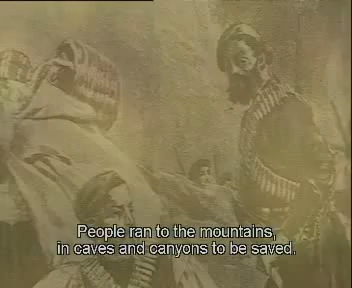 People ran to the mountains,
in caves and canyons to be saved.